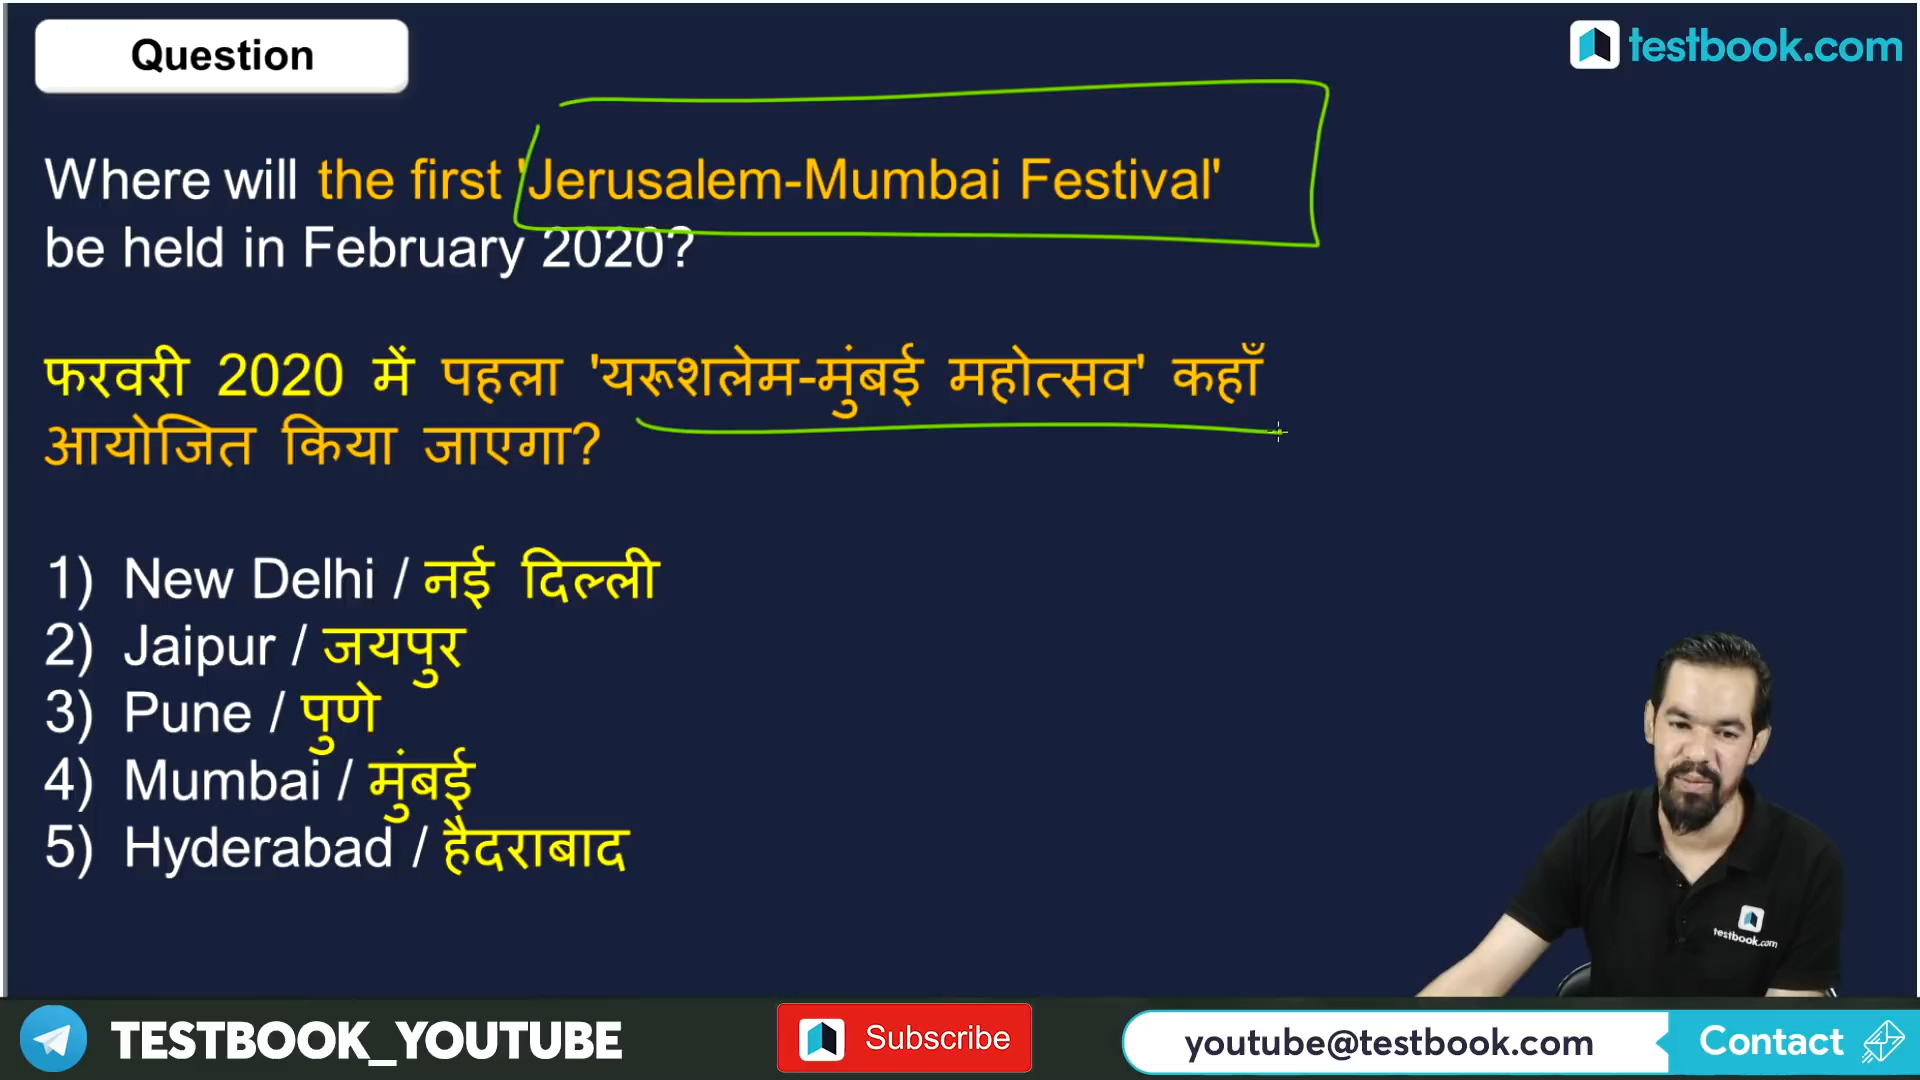 Question
testbook.com
Where will the first 'Jerusalem-Mumbai Festival'
be held in February 2020?
फरवरी 2020 में पहला 'यरूशलेम-मुंबई महोत्सव' कहाँ
आयोजित किया जाएगा?
1) New Delhi / नई दिल्ली
2) Jaipur / जयपुर
3) Pune / पुणे
4) Mumbai / मुंबई
5) Hyderabad / हैदराबाद
testbook.com
TESTBOOK_YOUTUBE
Subscribe
youtube@testbook.com
Contact